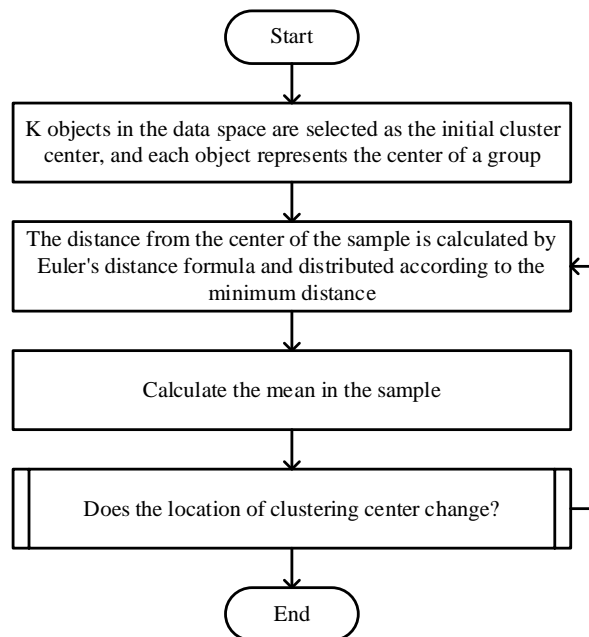 Start
K objects in the data space are selected as the initial cluster
center, and each object represents the center of a group
The distance from the center of the sample is calculated by
Euler's distance formula and distributed according to the
minimum distance
Calculate the mean in the sample
Does the location of clustering center change?
End